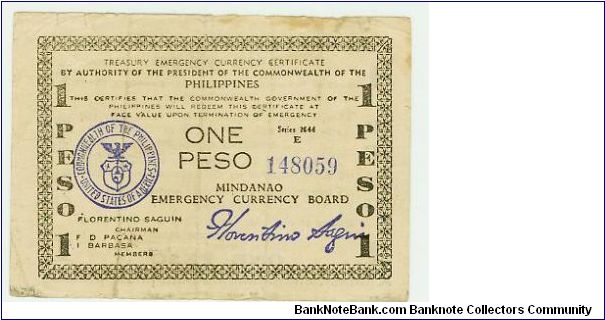 TREASURY EMERGENCY CURRENCY CERTIFICATE
BY AUTHORITY OF THE PRESIDENT OF THE COMMONWEALTH OF THE
PHILIPPINES
THIS CERTIFIES THAT THE COMMONWEALTH GOVERNMENT OF THE
PHILIPPINES WILL REDEEM THIS CERTIFICATE AT
FACE VALUE UPON TERMINATION OF EMERGENCY
1 PESO 1
1 PESO 1
COMMONWEALTH OF THE PHILIPPINES
UNITED STATES OF AMERICA
ONE
PESO
Series 1944
E
148059
MINDANAO
EMERGENCY CURRENCY BOARD
FLORENTINO SAGUIN
CHAIRMAN
F D PACANA
I BARBASA
MEMBERS
Florentino Saguin
BankNoteBank.com Banknote Collectors Community